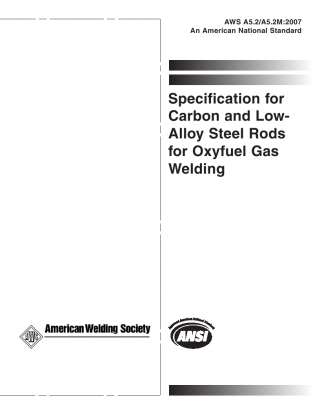 AWS A5.2/A5.2M:2007
An American National Standard
Specification for
Carbon and Low-
Alloy Steel Rods
for Oxyfuel Gas
Welding
AWS
American Welding Society
ANSI